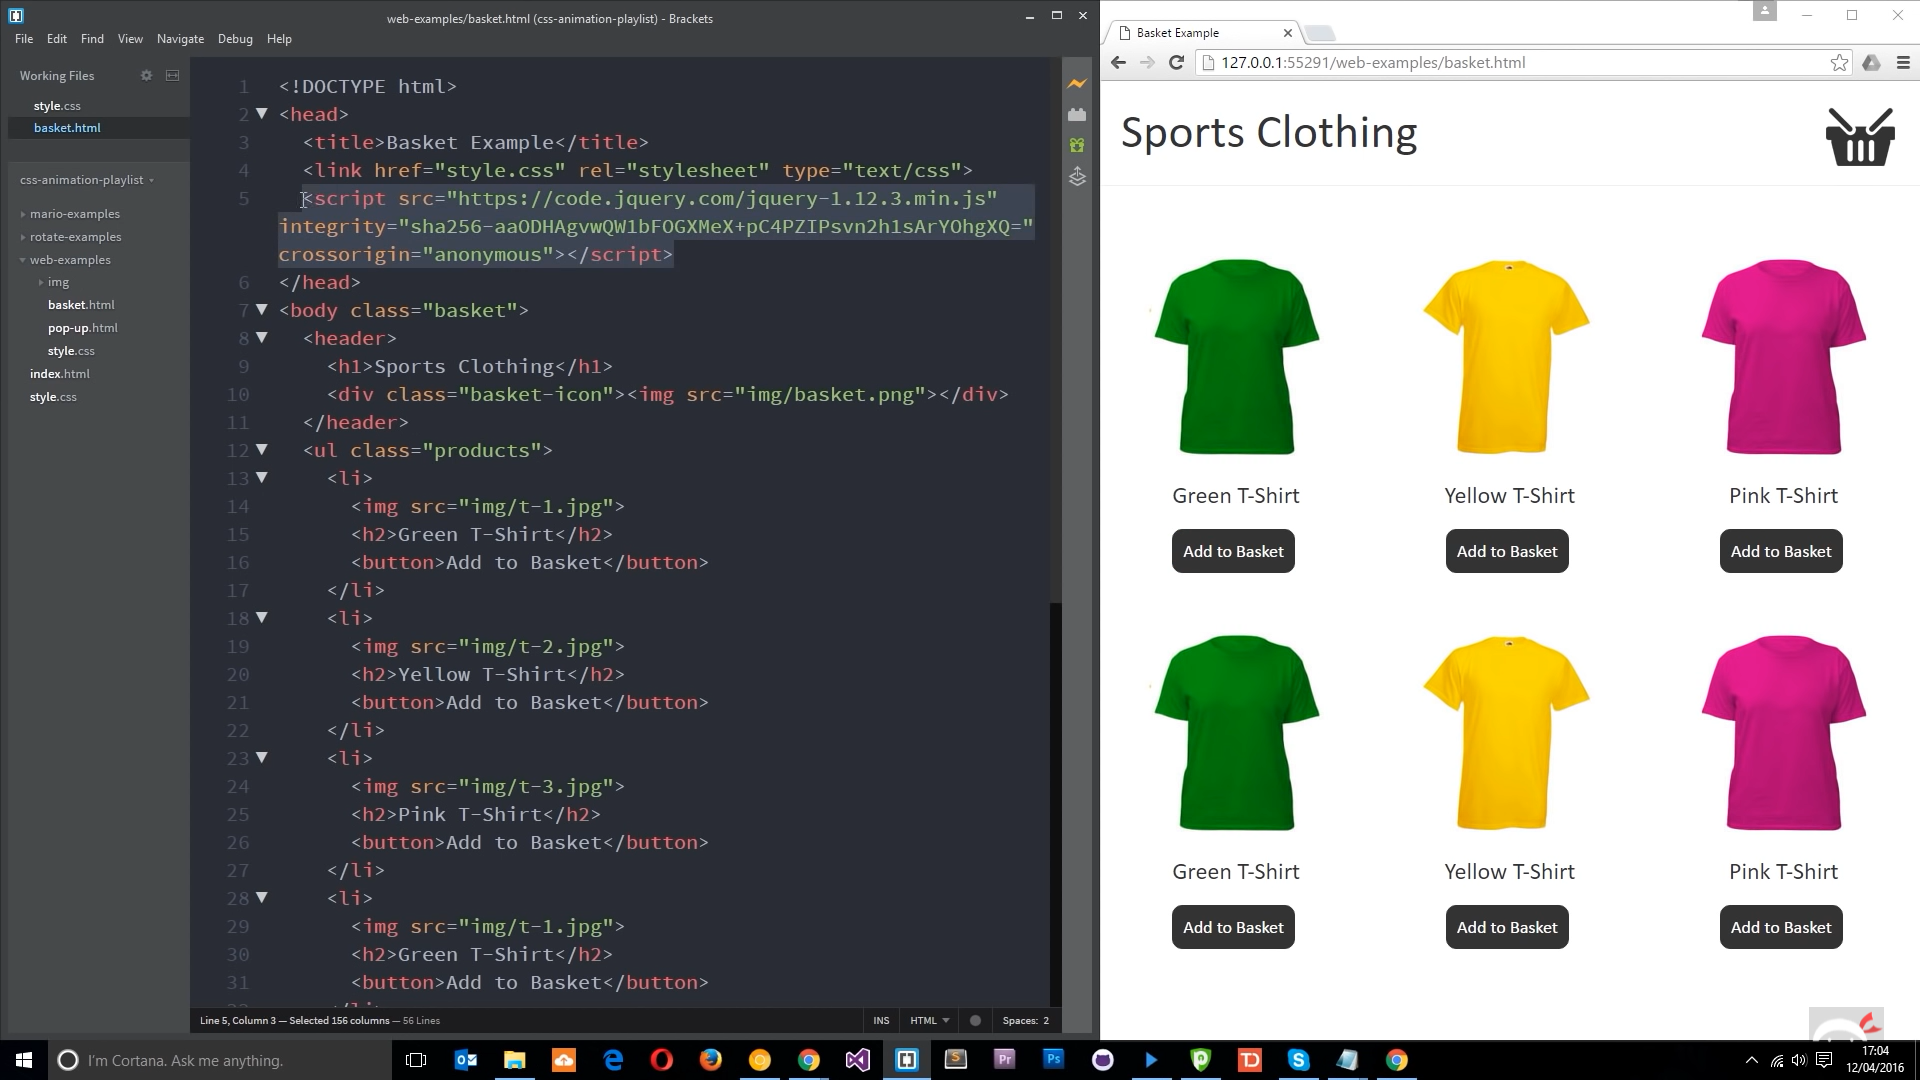 web-examples/basket.html (css-animation-playlist) - Brackets
File Edit Find View Navigate Debug Help
Working Files
style.css
basket.html
css-animation-playlist
mario-examples
rotate-examples
web-examples
img
basket.html
pop-up.html
style.css
index.html
style.css
1 <!DOCTYPE html>
2 <head>
3 <title>Basket Example</title>
4 <link href="style.css" rel="stylesheet" type="text/css">
5 <script src="https://code.jquery.com/jquery-1.12.3.min.js"
integrity="sha256-aaODHAgvwQW1bFOGXMeX+pC4PZIPsvn2h1sArYOhgXQ="
crossorigin="anonymous"></script>
6 </head>
7 <body class="basket">
8 <header>
9 <h1>Sports Clothing</h1>
10 <div class="basket-icon"><img src="img/basket.png"></div>
11 </header>
12 <ul class="products">
13 <li>
14 <img src="img/t-1.jpg">
15 <h2>Green T-Shirt</h2>
16 <button>Add to Basket</button>
17 </li>
18 <li>
19 <img src="img/t-2.jpg">
20 <h2>Yellow T-Shirt</h2>
21 <button>Add to Basket</button>
22 </li>
23 <li>
24 <img src="img/t-3.jpg">
25 <h2>Pink T-Shirt</h2>
26 <button>Add to Basket</button>
27 </li>
28 <li>
29 <img src="img/t-1.jpg">
30 <h2>Green T-Shirt</h2>
31 <button>Add to Basket</button>
Line 5, Column 3 — Selected 156 columns — 56 Lines
INS HTML Spaces: 2
Basket Example
127.0.0.1:55291/web-examples/basket.html
Sports Clothing
Green T-Shirt Yellow T-Shirt Pink T-Shirt
Add to Basket Add to Basket Add to Basket
Green T-Shirt Yellow T-Shirt Pink T-Shirt
Add to Basket Add to Basket Add to Basket
I'm Cortana. Ask me anything.
17:04
12/04/2016